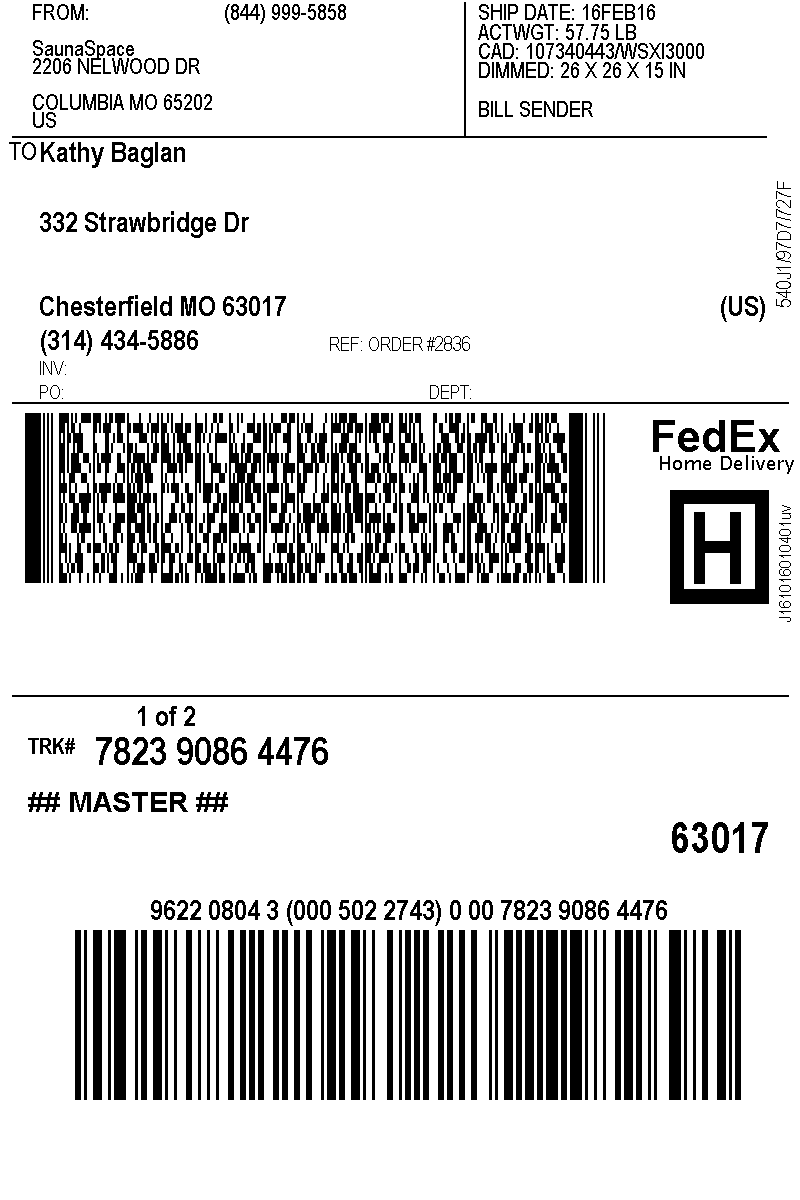 FROM: (844) 999-5858
SaunaSpace
2206 NELWOOD DR
COLUMBIA MO 65202
US
SHIP DATE: 16FEB16
ACTWGT: 57.75 LB
CAD: 107340443/WSXI3000
DIMMED: 26 X 26 X 15 IN
BILL SENDER
TO Kathy Baglan
332 Strawbridge Dr
Chesterfield MO 63017 (US)
(314) 434-5886 REF: ORDER #2836
INV:
PO: DEPT:
540J1/97D7/727F
FedEx
Home Delivery
H
J161016010401uv
1 of 2
TRK# 7823 9086 4476
## MASTER ##
63017
9622 0804 3 (000 502 2743) 0 00 7823 9086 4476